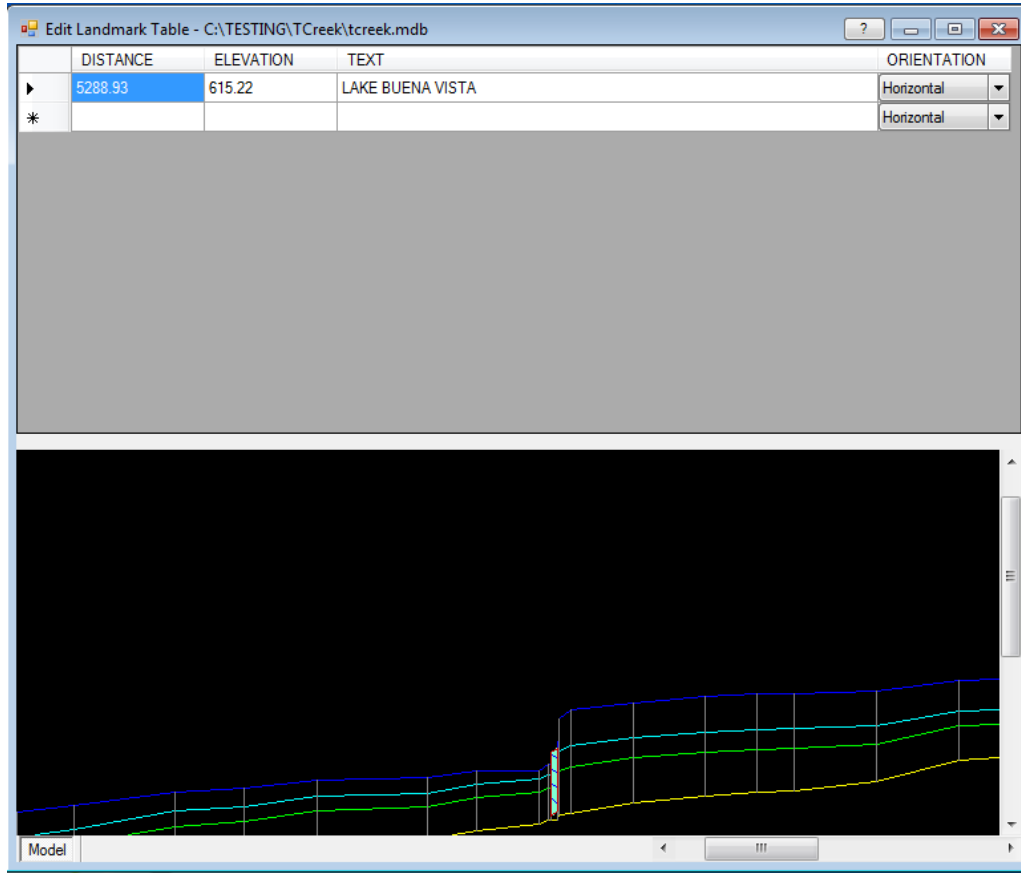 Edit Landmark Table - C:\TESTING\TCreek\tcreek.mdb
?
DISTANCE ELEVATION TEXT ORIENTATION
5288.93 615.22 LAKE BUENA VISTA Horizontal
Horizontal
Model